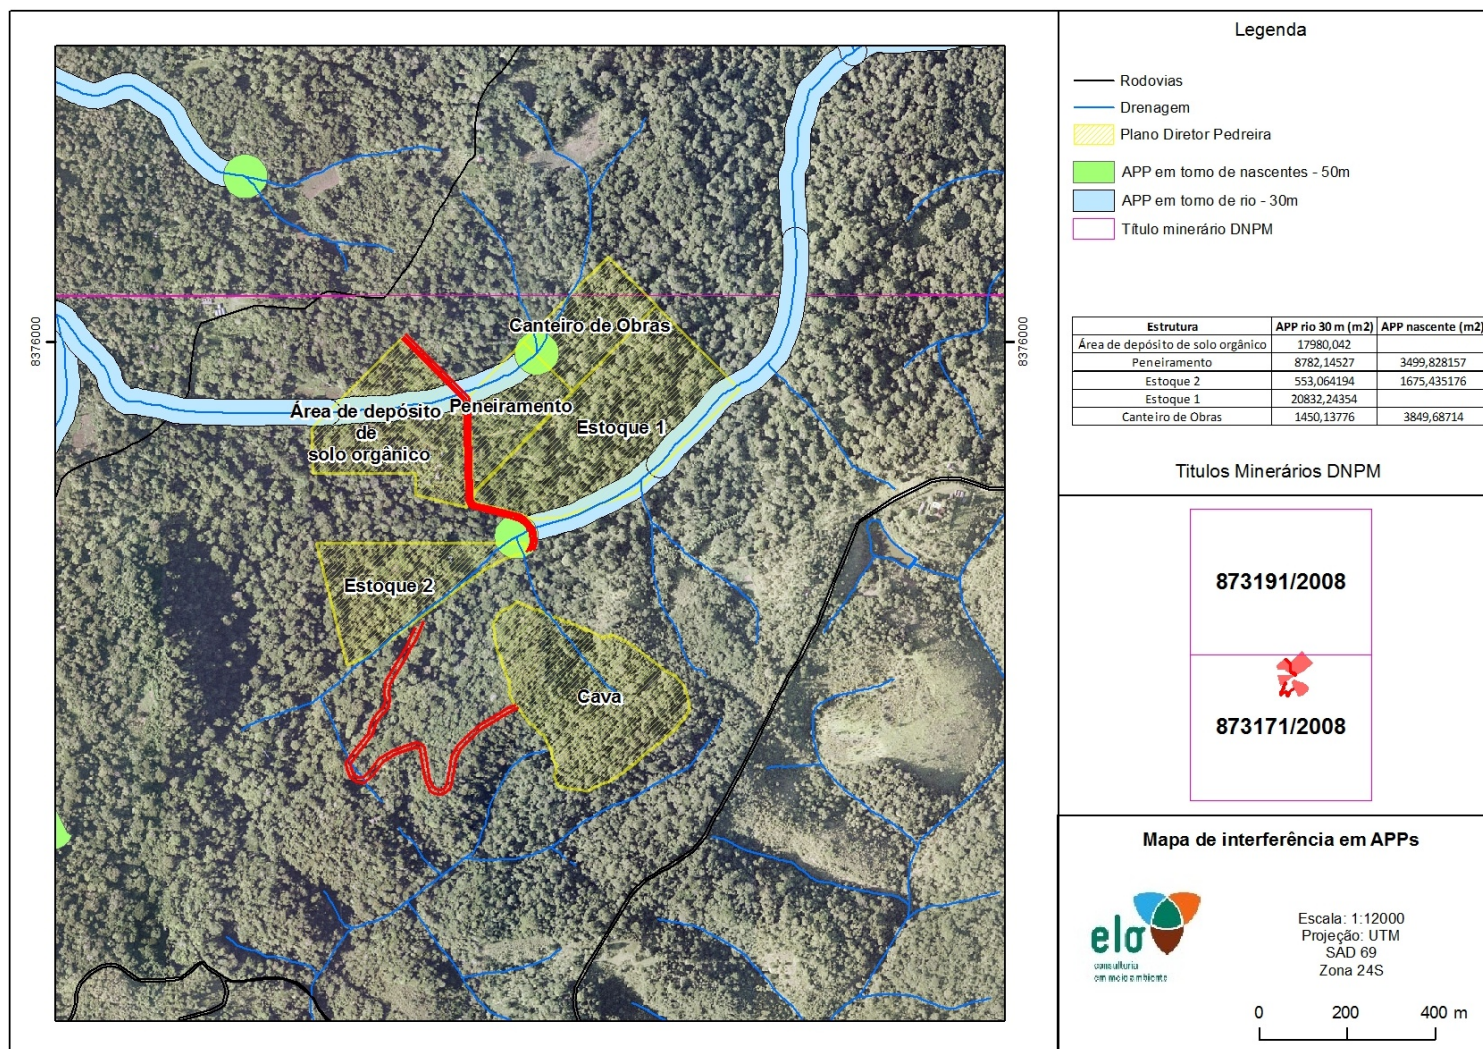 Legenda
Rodovias
Drenagem
Plano Diretor Pedreira
APP em torno de nascentes - 50m
APP em torno de rio - 30m
Título minerário DNPM
8376000
8376000
Canteiro de Obras
Área de depósito
de
solo orgânico
Peneiramento
Estoque 1
Estoque 2
Cava
Estrutura APP rio 30 m (m2) APP nascente (m2)
Área de depósito de solo orgânico 17980,042
Peneiramento 8782,14527 3499,828157
Estoque 2 553,064194 1675,435176
Estoque 1 20832,24354
Canteiro de Obras 1450,13776 3849,68714
Titulos Minerários DNPM
873191/2008
873171/2008
Mapa de interferência em APPs
elo
consultoria
em meio ambiente
Escala: 1:12000
Projeção: UTM
SAD 69
Zona 24S
0 200 400 m